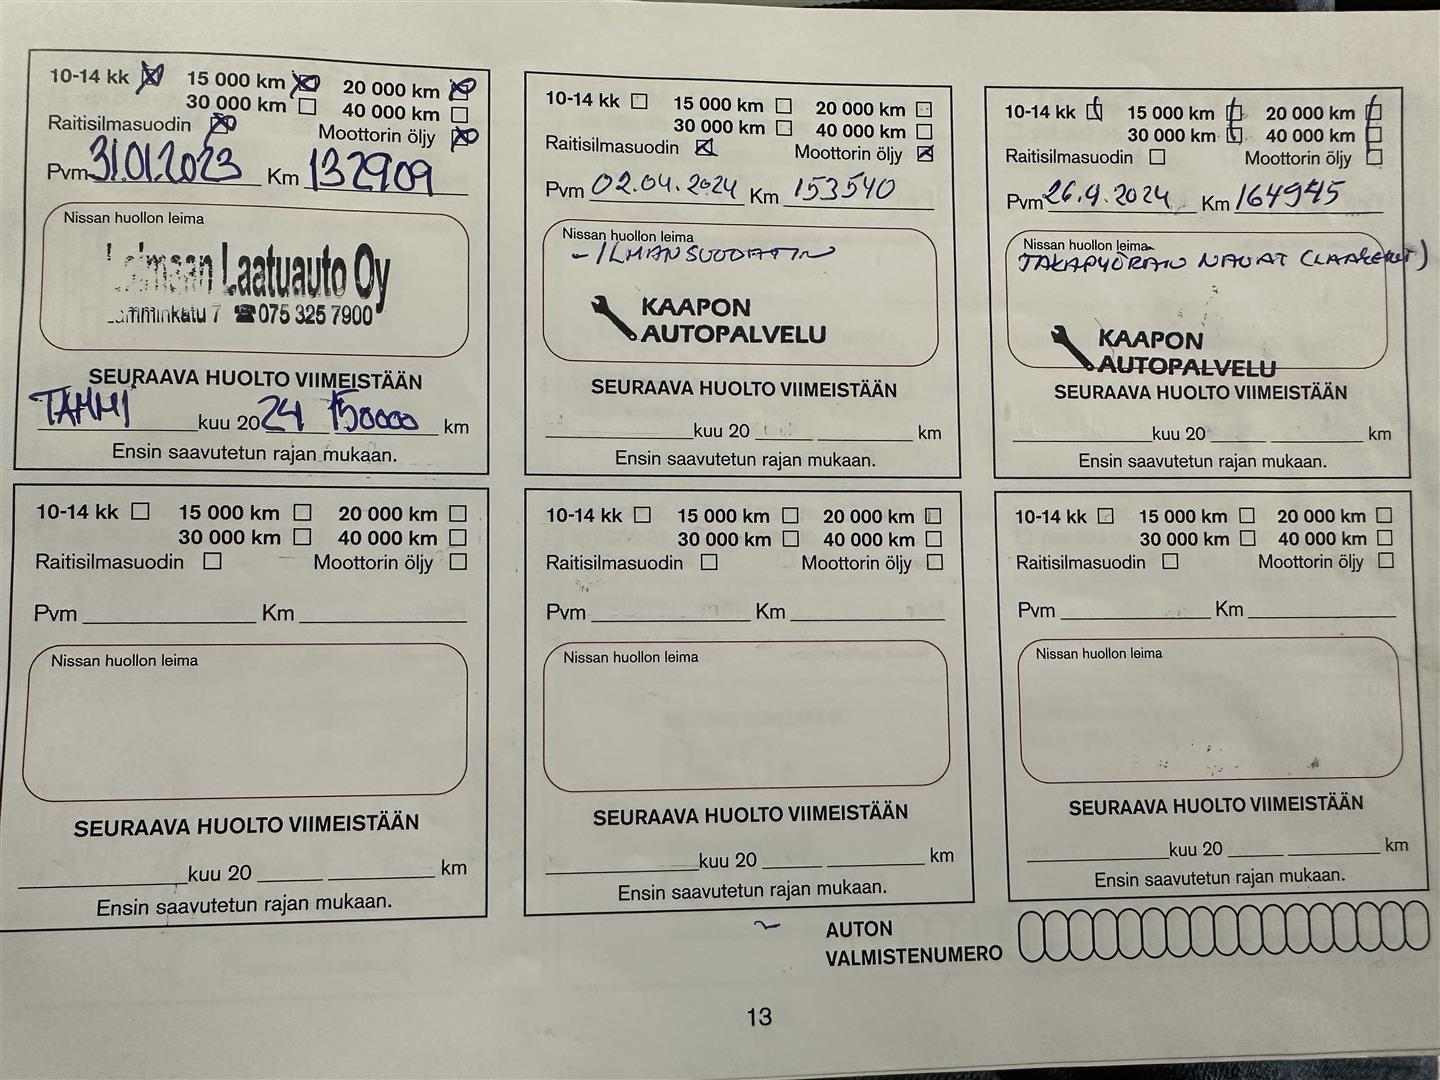 10-14 kk 15 000 km 20 000 km
30 000 km 40 000 km
Raitisilmasuodin Moottorin öljy
Pvm 31.01.2023 Km 132909
Nissan huollon leima
Laatuauto Oy
7 ☎ 075 325 7900
SEURAAVA HUOLTO VIIMEISTÄÄN
TAMMI kuu 2024 150000 km
Ensin saavutetun rajan mukaan.
10-14 kk 15 000 km 20 000 km
30 000 km 40 000 km
Raitisilmasuodin Moottorin öljy
Pvm 02.04.2024 Km 153540
Nissan huollon leima
- ILMANSUODATIN
KAAPON
AUTOPALVELU
SEURAAVA HUOLTO VIIMEISTÄÄN
kuu 20 km
Ensin saavutetun rajan mukaan.
10-14 kk 15 000 km 20 000 km
30 000 km 40 000 km
Raitisilmasuodin Moottorin öljy
Pvm 26.9.2024 Km 164945
Nissan huollon leima
TAKAPYÖRÄN NAVAT (LAAKERIT)
KAAPON
AUTOPALVELU
SEURAAVA HUOLTO VIIMEISTÄÄN
kuu 20 km
Ensin saavutetun rajan mukaan.
10-14 kk 15 000 km 20 000 km
30 000 km 40 000 km
Raitisilmasuodin Moottorin öljy
Pvm Km
Nissan huollon leima
SEURAAVA HUOLTO VIIMEISTÄÄN
kuu 20 km
Ensin saavutetun rajan mukaan.
10-14 kk 15 000 km 20 000 km
30 000 km 40 000 km
Raitisilmasuodin Moottorin öljy
Pvm Km
Nissan huollon leima
SEURAAVA HUOLTO VIIMEISTÄÄN
kuu 20 km
Ensin saavutetun rajan mukaan.
10-14 kk 15 000 km 20 000 km
30 000 km 40 000 km
Raitisilmasuodin Moottorin öljy
Pvm Km
Nissan huollon leima
SEURAAVA HUOLTO VIIMEISTÄÄN
kuu 20 km
Ensin saavutetun rajan mukaan.
AUTON
VALMISTENUMERO
13